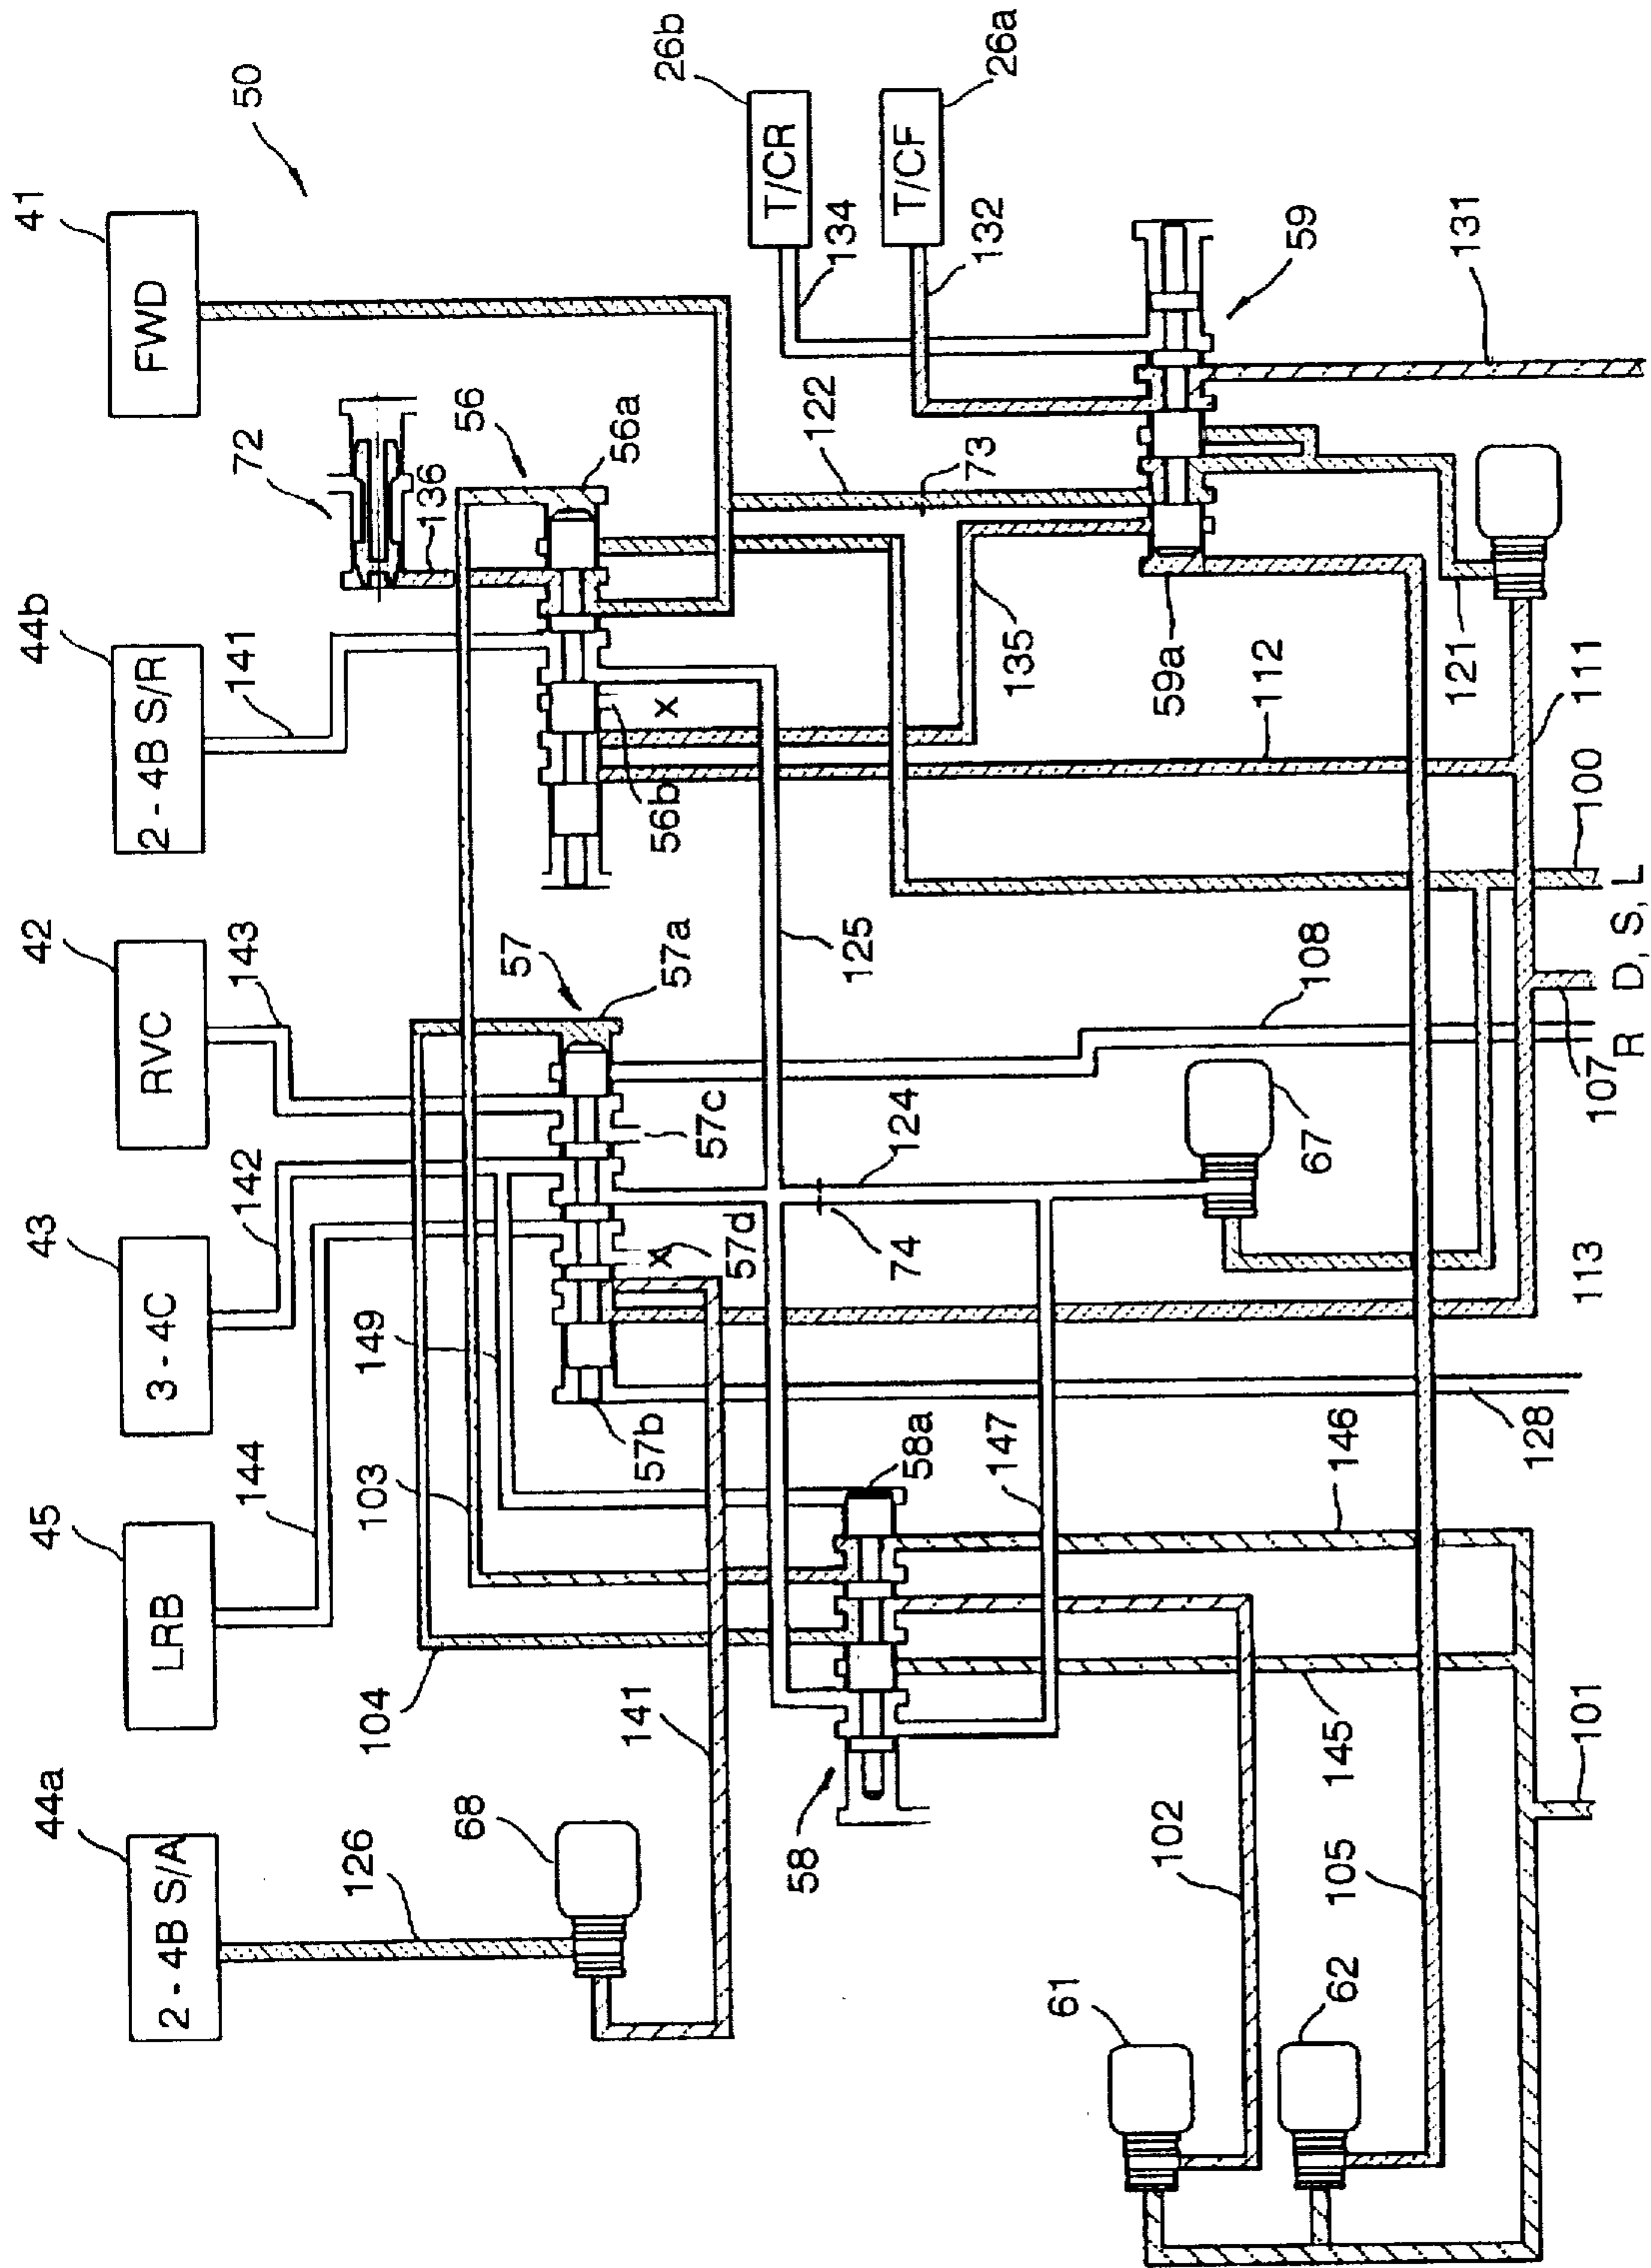 41
50
FWD
26b
T/CR
134
26a
T/CF
132
59
131
72
136
56
56a
122
73
44b
2 - 4B S/R
141
56b
x
135
59a
112
121
111
100
42
RVC
143
57
57a
125
108
D, S, L
107
R
43
3 - 4C
142
57c
124
67
74
x
57d
113
45
LRB
144
149
103
57b
58a
147
128
146
104
141
145
101
44a
2 - 4B S/A
126
68
58
102
105
61
62